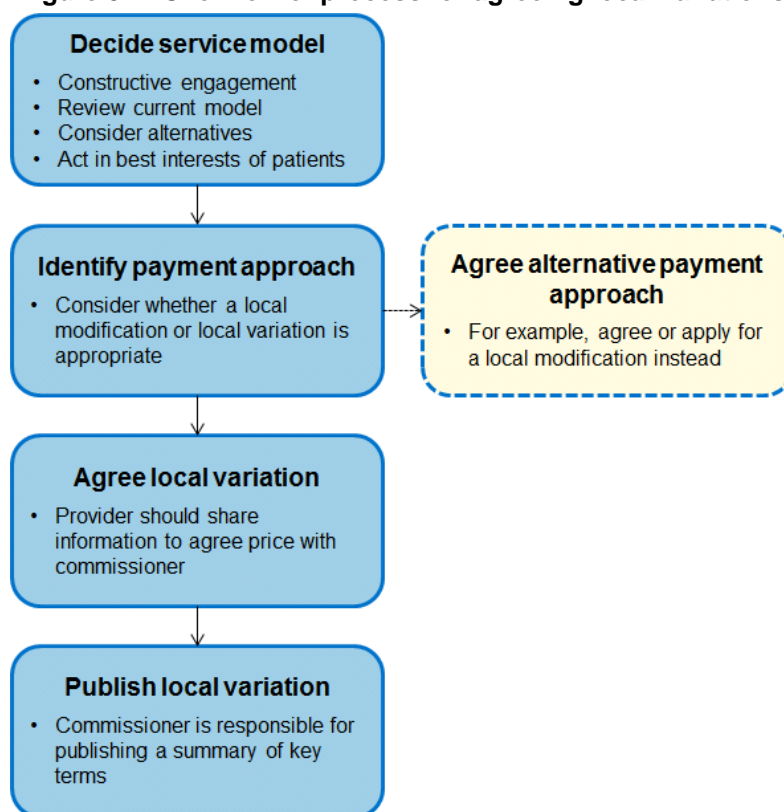 Decide service model
• Constructive engagement
• Review current model
• Consider alternatives
• Act in best interests of patients
Identify payment approach
• Consider whether a local
modification or local variation is
appropriate
Agree alternative payment
approach
• For example, agree or apply for
a local modification instead
Agree local variation
• Provider should share
information to agree price with
commissioner
Publish local variation
• Commissioner is responsible for
publishing a summary of key
terms